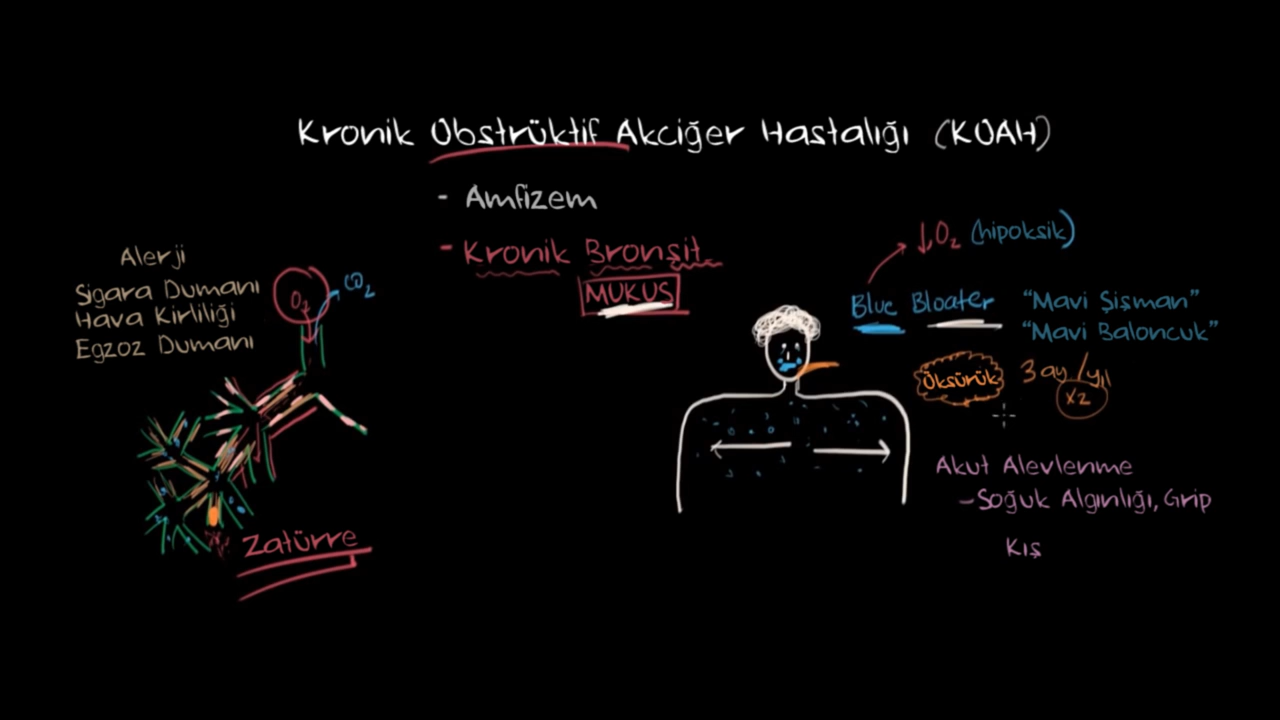 Kronik Obstrüktif Akciğer Hastalığı (KOAH)
- Amfizem
- Kronik Bronşit
MUKUS
Alerji
Sigara Dumanı
Hava Kirliliği
Egzoz Dumanı
O2
CO2
Zatürre
↓O2 (hipoksik)
Blue Bloater "Mavi Şişman"
"Mavi Baloncuk"
Öksürük 3 ay/yıl
x2
Akut Alevlenme
- Soğuk Algınlığı, Grip
Kış